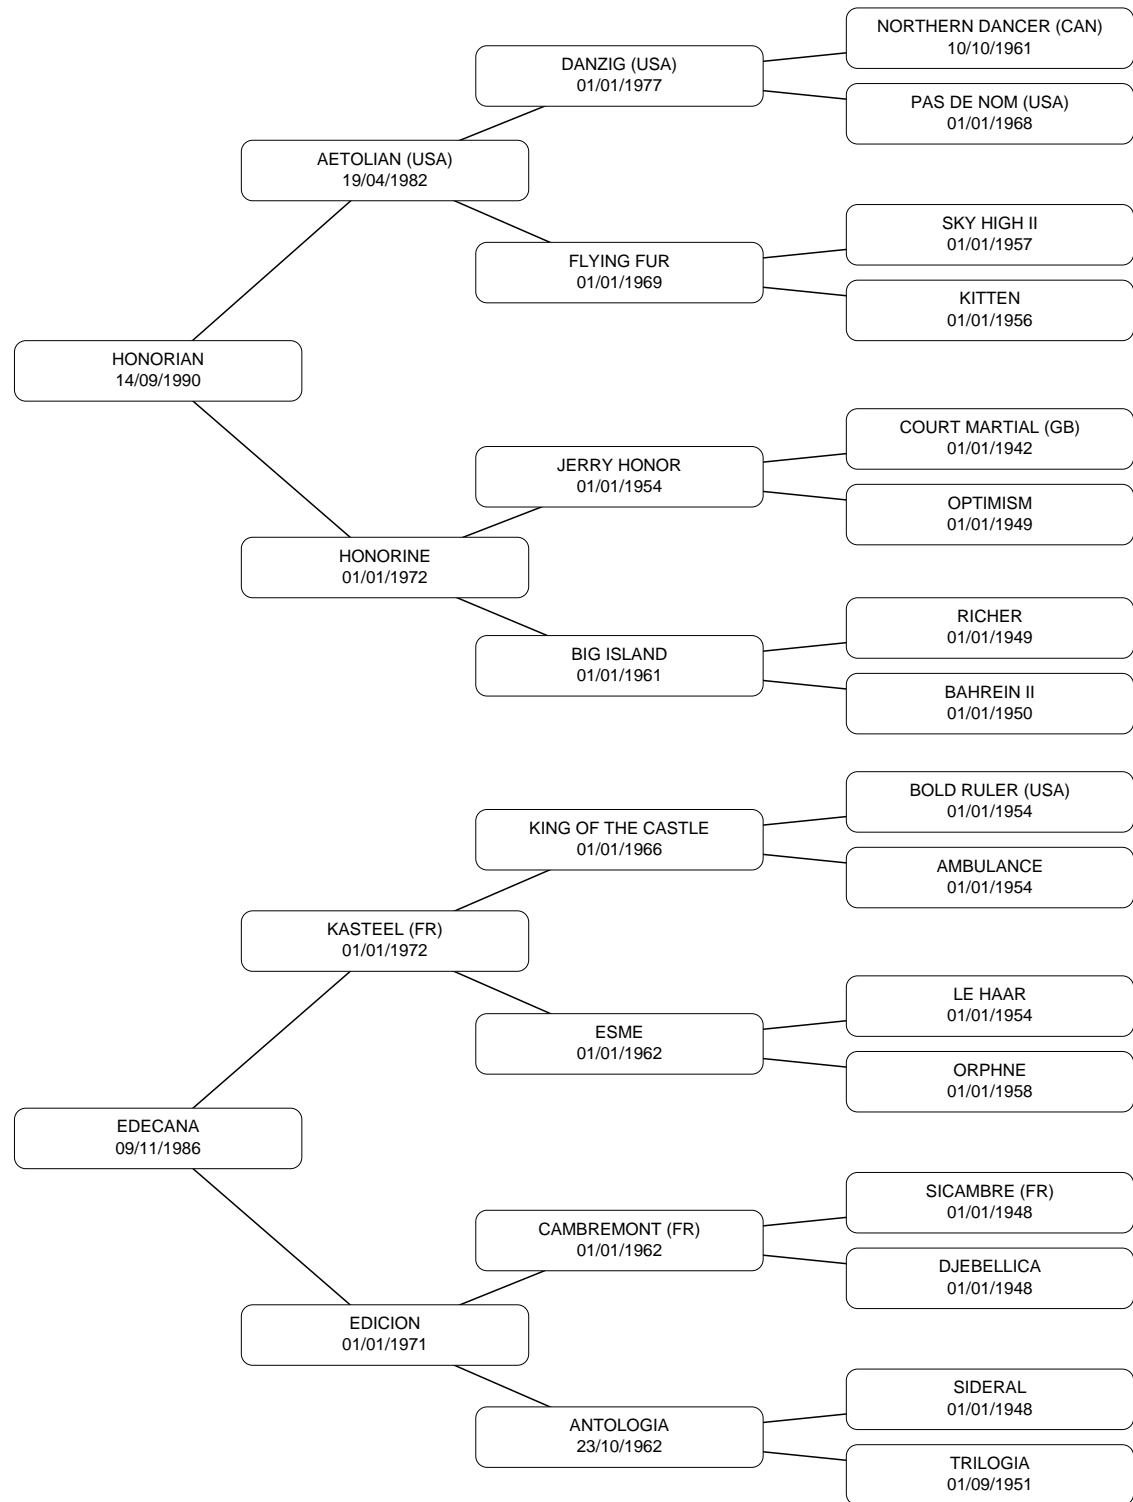 NORTHERN DANCER (CAN)
10/10/1961
DANZIG (USA)
01/01/1977
PAS DE NOM (USA)
01/01/1968
AETOLIAN (USA)
19/04/1982
SKY HIGH II
01/01/1957
FLYING FUR
01/01/1969
KITTEN
01/01/1956
HONORIAN
14/09/1990
COURT MARTIAL (GB)
01/01/1942
JERRY HONOR
01/01/1954
OPTIMISM
01/01/1949
HONORINE
01/01/1972
RICHER
01/01/1949
BIG ISLAND
01/01/1961
BAHREIN II
01/01/1950
BOLD RULER (USA)
01/01/1954
KING OF THE CASTLE
01/01/1966
AMBULANCE
01/01/1954
KASTEEL (FR)
01/01/1972
LE HAAR
01/01/1954
ESME
01/01/1962
ORPHNE
01/01/1958
EDECANA
09/11/1986
SICAMBRE (FR)
01/01/1948
CAMBREMONT (FR)
01/01/1962
DJEBELLICA
01/01/1948
EDICION
01/01/1971
SIDERAL
01/01/1948
ANTOLOGIA
23/10/1962
TRILOGIA
01/09/1951